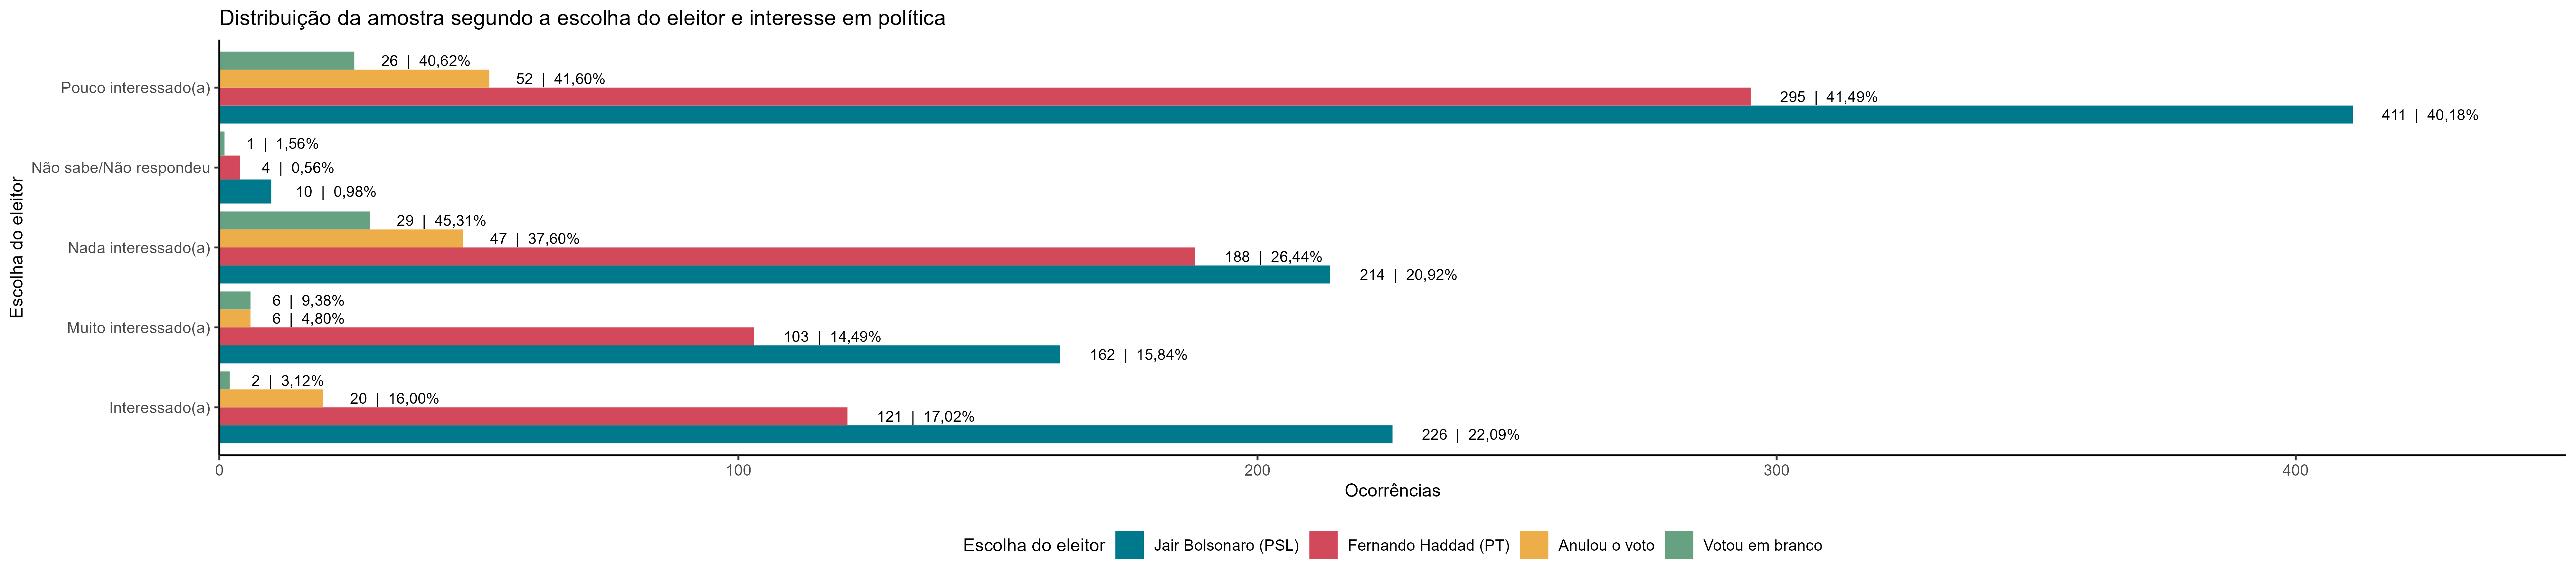 Distribuição da amostra segundo a escolha do eleitor e interesse em política
Escolha do eleitor
Pouco interessado(a)
26 | 40,62%
52 | 41,60%
295 | 41,49%
411 | 40,18%
Não sabe/Não respondeu
1 | 1,56%
4 | 0,56%
10 | 0,98%
Nada interessado(a)
29 | 45,31%
47 | 37,60%
188 | 26,44%
214 | 20,92%
Muito interessado(a)
6 | 9,38%
6 | 4,80%
103 | 14,49%
162 | 15,84%
Interessado(a)
2 | 3,12%
20 | 16,00%
121 | 17,02%
226 | 22,09%
0 100 200 300 400
Ocorrências
Escolha do eleitor Jair Bolsonaro (PSL) Fernando Haddad (PT) Anulou o voto Votou em branco